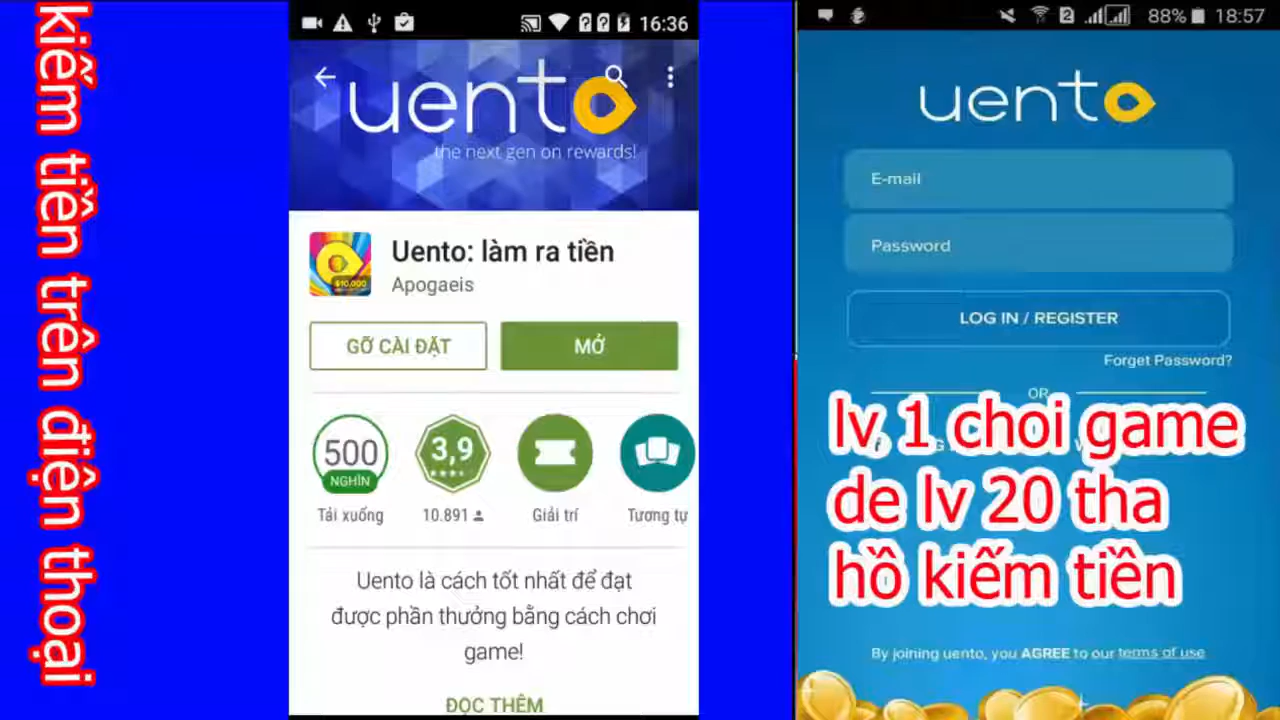 kiếm tiền trên điện thoại
16:36
uento
the next gen on rewards!
$10,000
Uento: làm ra tiền
Apogaeis
GỠ CÀI ĐẶT
MỞ
500
NGHÌN
3,9
Tải xuống
10.891
Giải trí
Tương tự
Uento là cách tốt nhất để đạt
được phần thưởng bằng cách chơi
game!
ĐỌC THÊM
2
88%
18:57
uento
E-mail
Password
LOG IN / REGISTER
Forget Password?
OR
lv 1 choi game
de lv 20 tha
hồ kiếm tiền
By joining uento, you AGREE to our terms of use